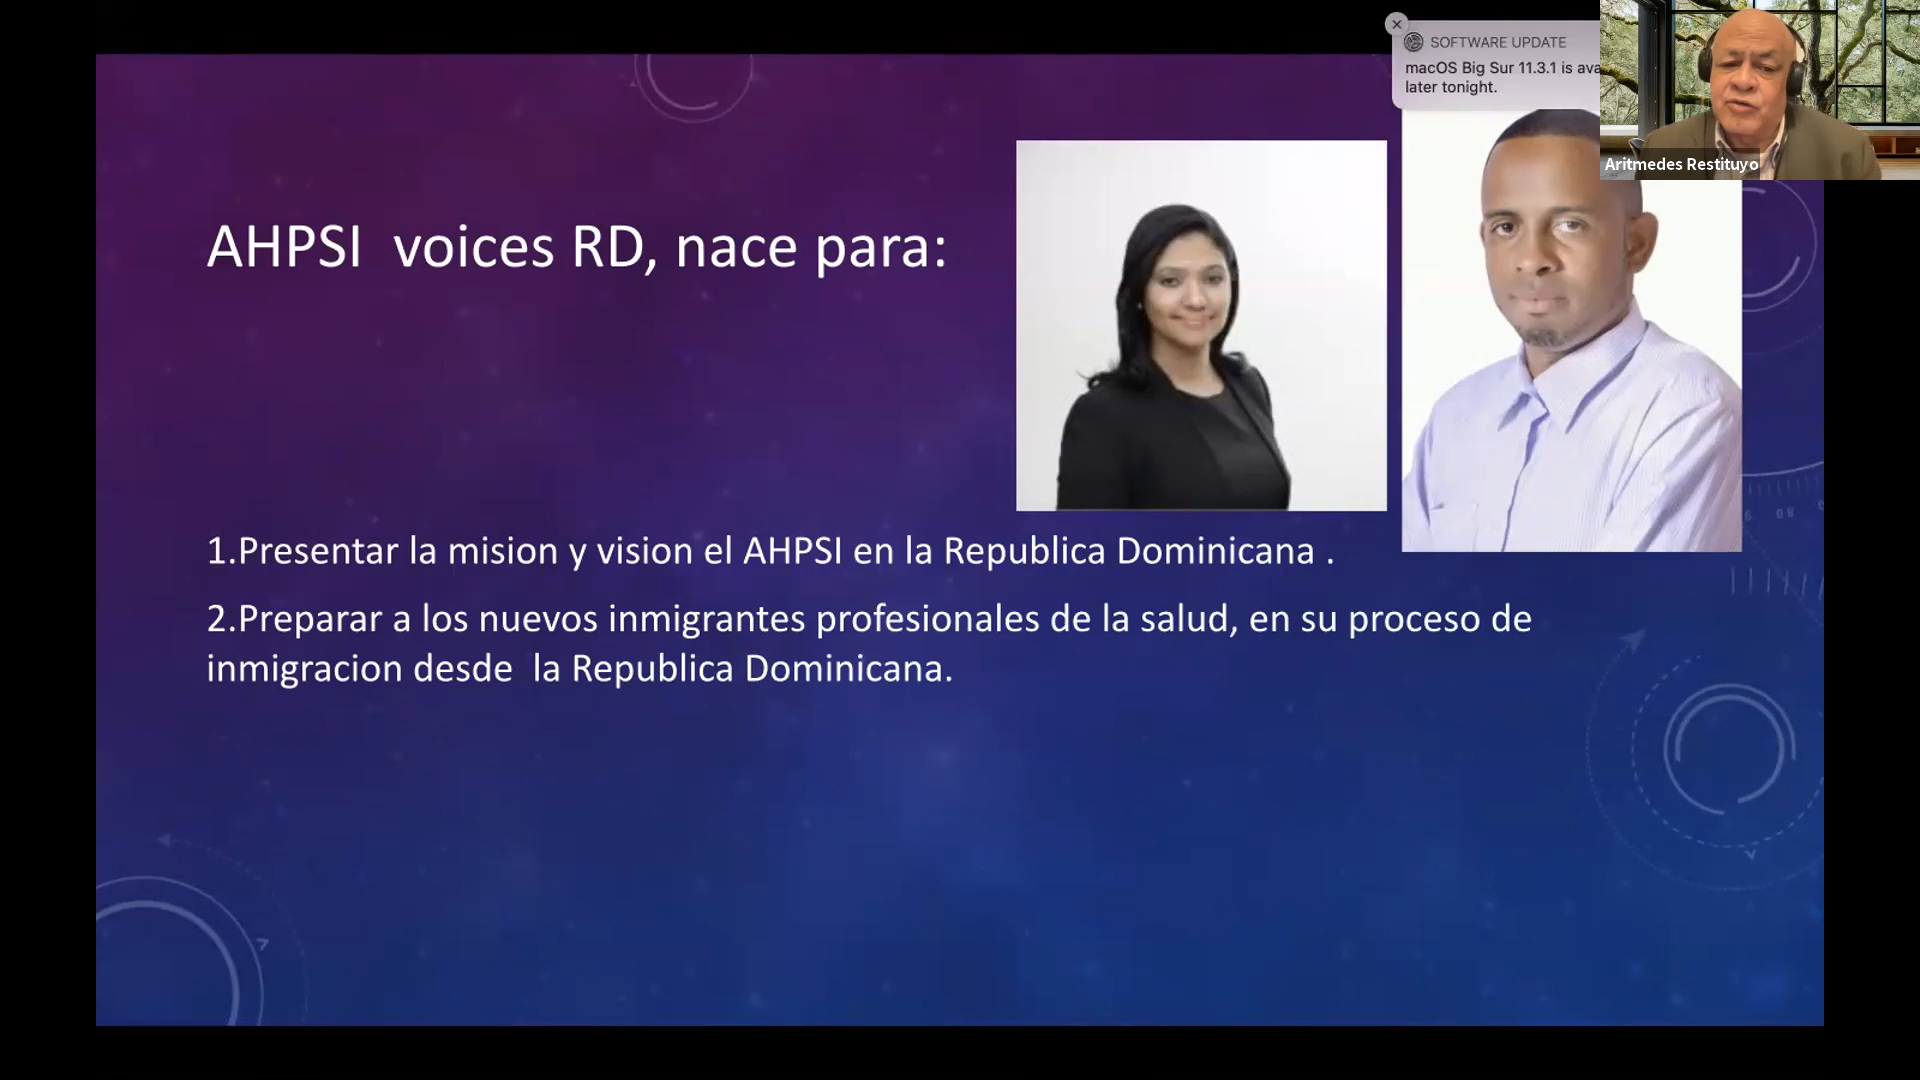 SOFTWARE UPDATE
macOS Big Sur 11.3.1 is
later tonight.
Aritmedes Restituyo
AHPSI  voices RD, nace para:
1.Presentar la mision y vision el AHPSI en la Republica Dominicana .
2.Preparar a los nuevos inmigrantes profesionales de la salud, en su proceso de
inmigracion desde  la Republica Dominicana.